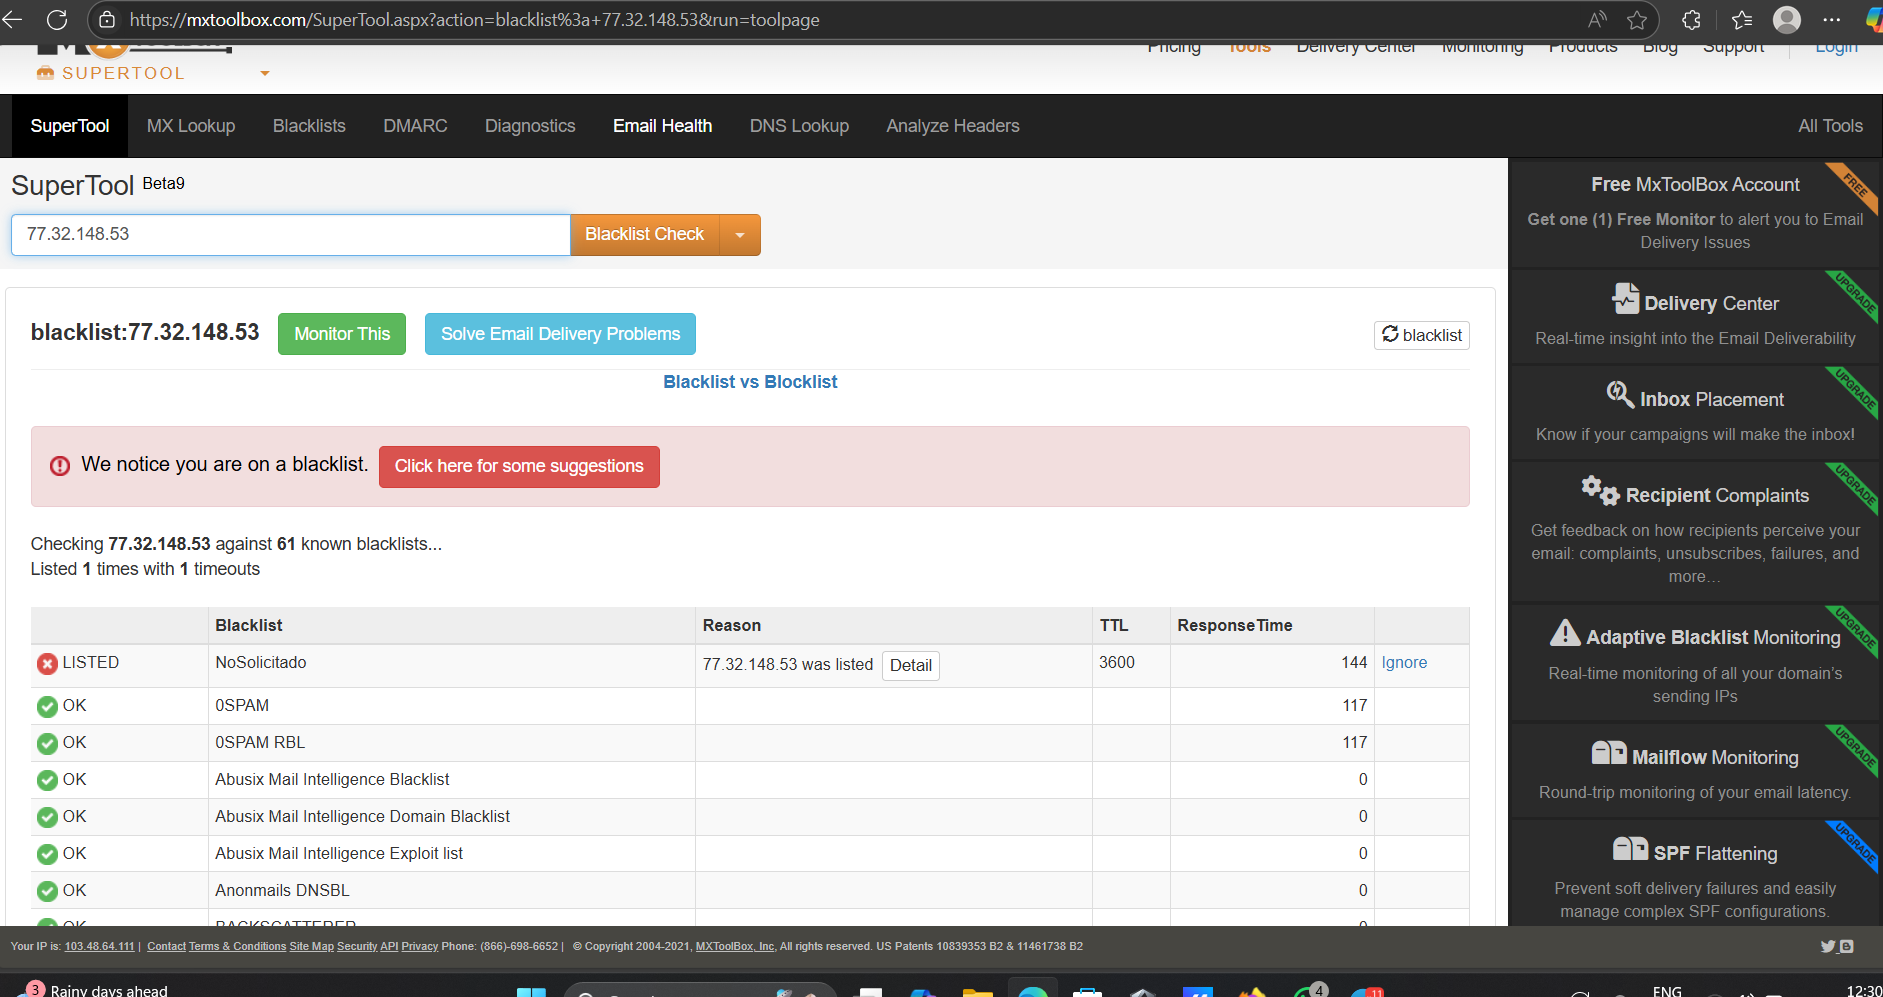 https://mxtoolbox.com/SuperTool.aspx?action=blacklist%3a+77.32.148.53&run=toolpage
Pricing Tools Delivery Center Monitoring Products Blog Support Login
SUPERTOOL
SuperTool MX Lookup Blacklists DMARC Diagnostics Email Health DNS Lookup Analyze Headers All Tools
SuperTool Beta9
77.32.148.53 Blacklist Check
blacklist:77.32.148.53 Monitor This Solve Email Delivery Problems blacklist
Blacklist vs Blocklist
We notice you are on a blacklist. Click here for some suggestions
Checking 77.32.148.53 against 61 known blacklists...
Listed 1 times with 1 timeouts
Blacklist Reason TTL ResponseTime
LISTED NoSolicitado 77.32.148.53 was listed Detail 3600 144 Ignore
OK 0SPAM 117
OK 0SPAM RBL 117
OK Abusix Mail Intelligence Blacklist 0
OK Abusix Mail Intelligence Domain Blacklist 0
OK Abusix Mail Intelligence Exploit list 0
OK Anonmails DNSBL 0
OK BACKSCATTERER 0
FREE
Free MxToolBox Account
Get one (1) Free Monitor to alert you to Email
Delivery Issues
UPGRADE
Delivery Center
Real-time insight into the Email Deliverability
UPGRADE
Inbox Placement
Know if your campaigns will make the inbox!
UPGRADE
Recipient Complaints
Get feedback on how recipients perceive your
email: complaints, unsubscribes, failures, and
more…
UPGRADE
Adaptive Blacklist Monitoring
Real-time monitoring of all your domain's
sending IPs
UPGRADE
Mailflow Monitoring
Round-trip monitoring of your email latency.
UPGRADE
SPF Flattening
Prevent soft delivery failures and easily
manage complex SPF configurations.
Your IP is: 103.48.64.111 | Contact Terms & Conditions Site Map Security API Privacy Phone: (866)-698-6652 | © Copyright 2004-2021, MXToolBox, Inc, All rights reserved. US Patents 10839353 B2 & 11461738 B2
3 Rainy days ahead 4 11 ENG 12:30